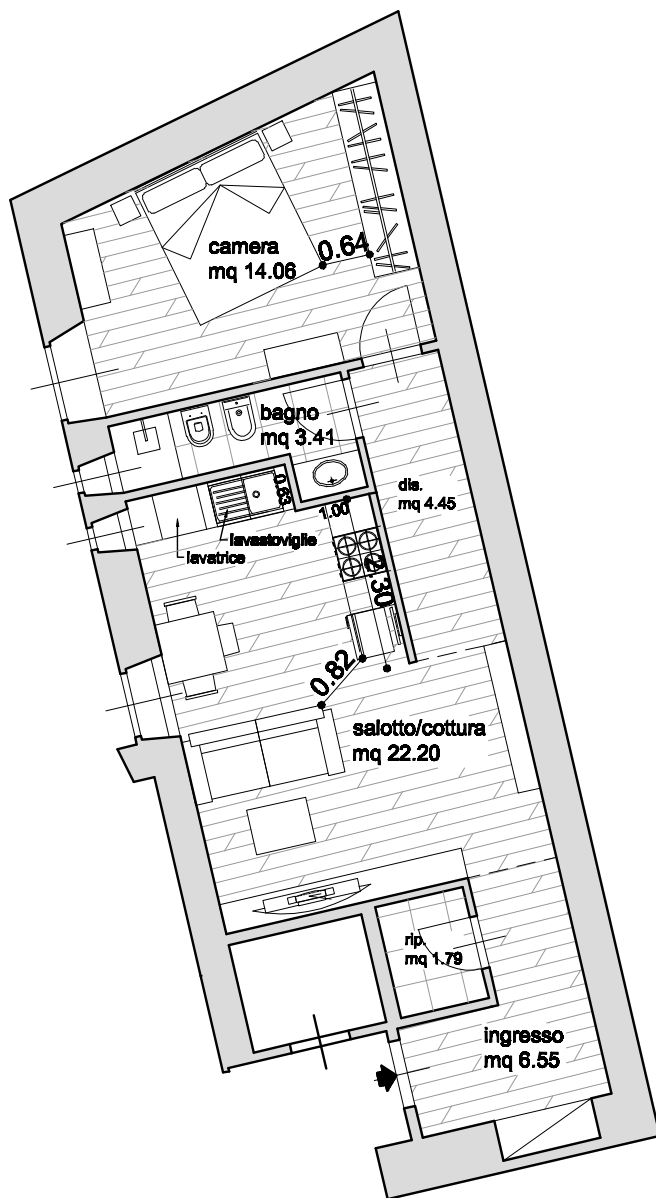 camera
mq 14.06
0.64
bagno
mq 3.41
dis.
mq 4.45
0.63
1.00
lavastoviglie
lavatrice
2.30
0.82
salotto/cottura
mq 22.20
rip.
mq 1.79
ingresso
mq 6.55